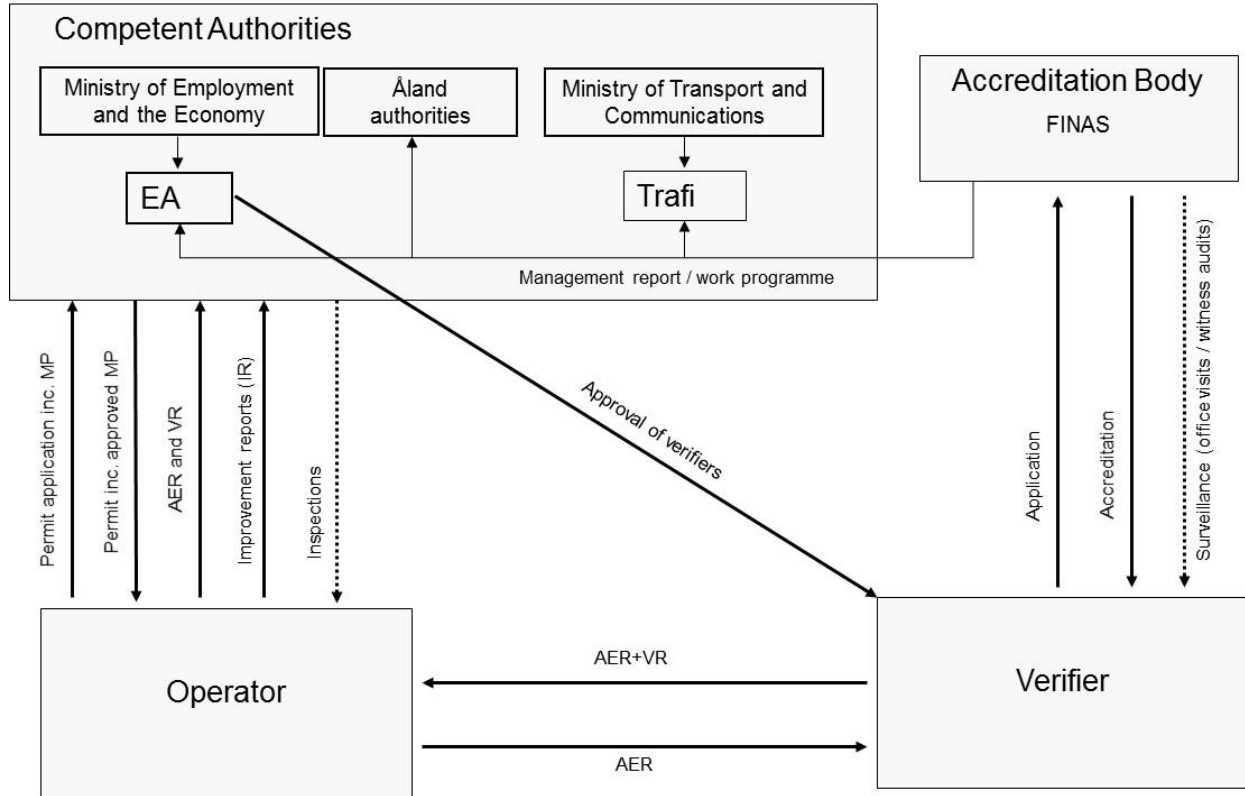 Competent Authorities
Ministry of Employment
and the Economy
Åland
authorities
Ministry of Transport and
Communications
EA
Trafi
Management report / work programme
Accreditation Body
FINAS
Permit application inc. MP
Permit inc. approved MP
AER and VR
Improvement reports (IR)
Inspections
Approval of verifiers
Application
Accreditation
Surveillance (office visits / witness audits)
Operator
AER+VR
AER
Verifier